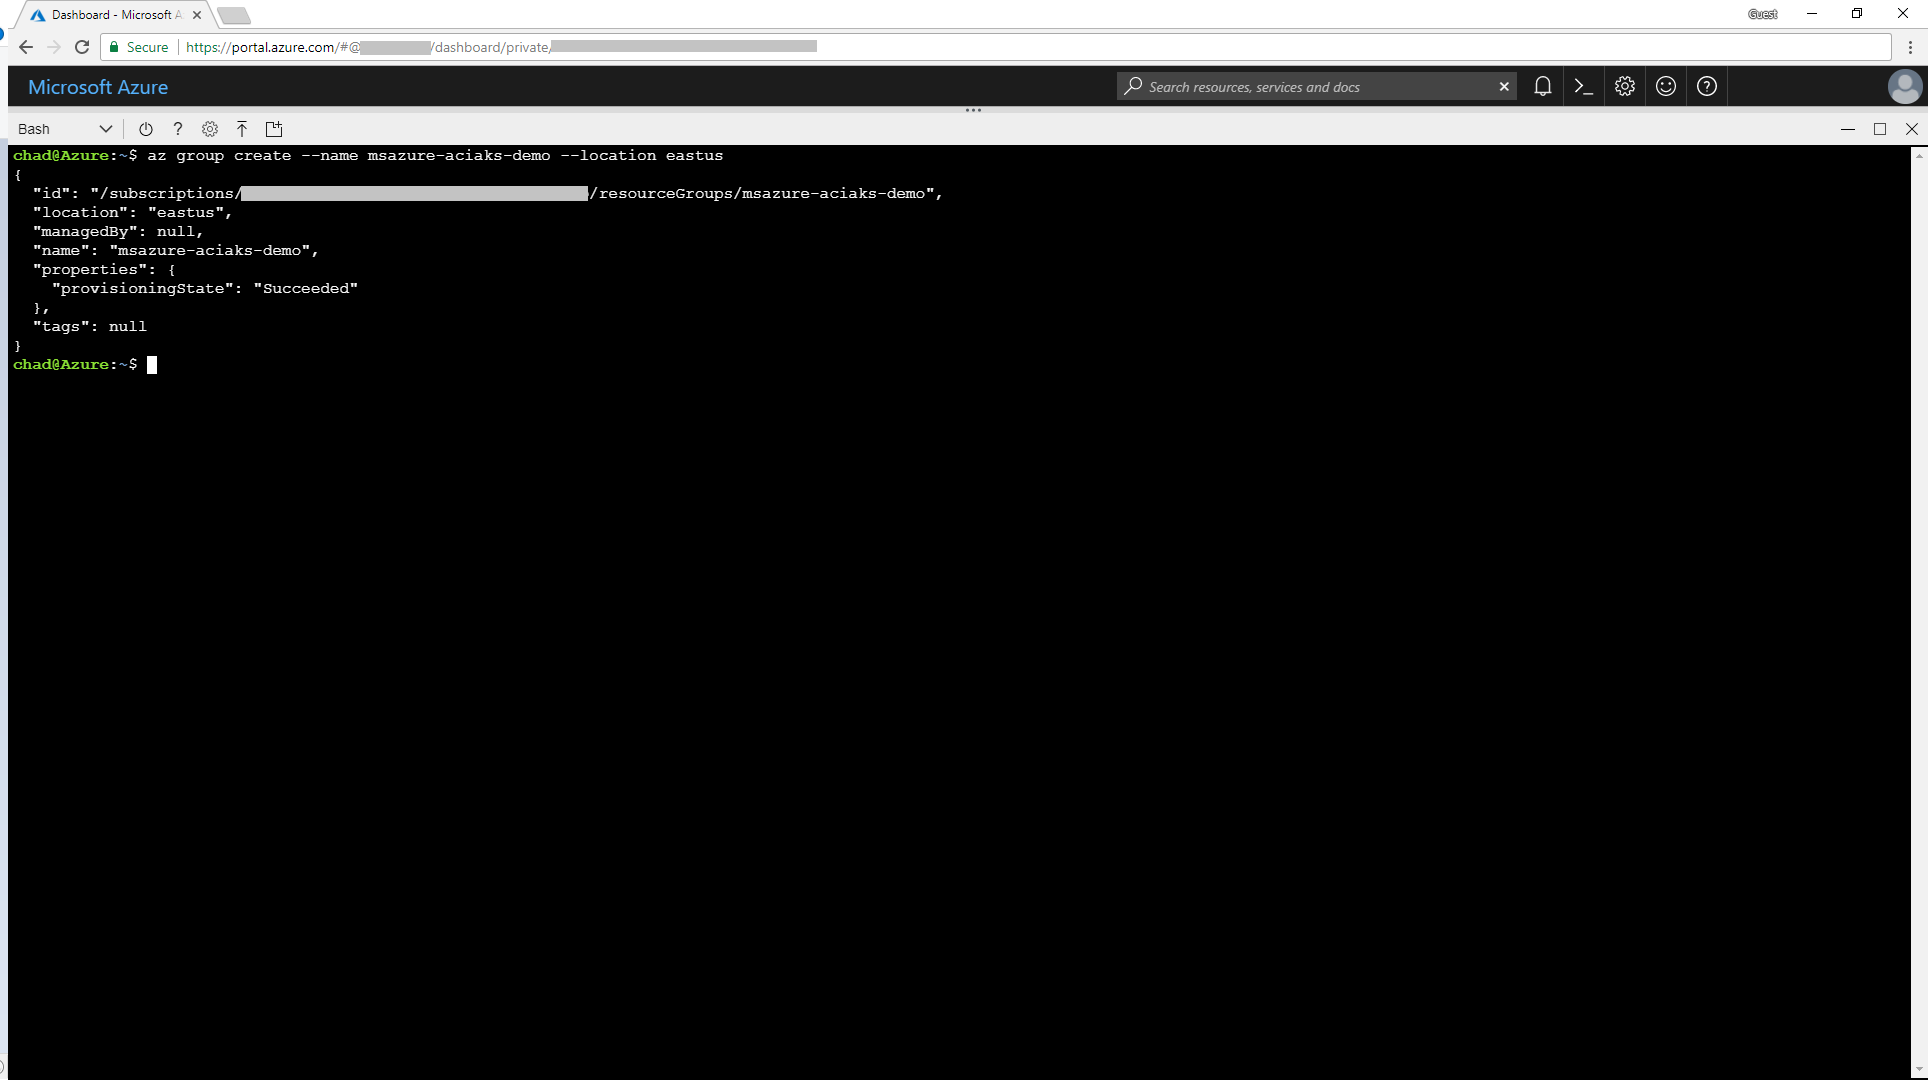 Dashboard - Microsoft A
Guest
Secure https://portal.azure.com/#@ /dashboard/private/
Microsoft Azure
Search resources, services and docs
Bash
chad@Azure:~$ az group create --name msazure-aciaks-demo --location eastus
{
"id": "/subscriptions/ /resourceGroups/msazure-aciaks-demo",
"location": "eastus",
"managedBy": null,
"name": "msazure-aciaks-demo",
"properties": {
"provisioningState": "Succeeded"
},
"tags": null
}
chad@Azure:~$